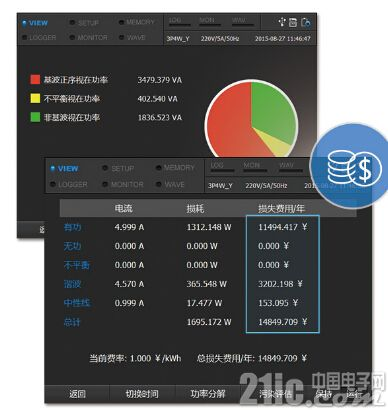 VIEW SETUP MEMORY LOG MON WAV
LOGGER MONITOR WAVE 3P4W_Y 220V/5A/50Hz 2015-08-27 11:46:47
基波正序视在功率 3479.379 VA
不平衡视在功率 402.540 VA
非基波视在功率 1836.523 VA
$
VIEW SETUP MEMORY LOG MON WAV
LOGGER MONITOR WAVE 3P4W_Y 220V/5A/50Hz
电流 损耗 损失费用/年
有功 4.999 A 1312.148 W 11494.417 ¥
无功 0.000 A 0.000 W 0.000 ¥
不平衡 0.000 A 0.000 W 0.000 ¥
谐波 4.570 A 365.548 W 3202.198 ¥
中性线 0.999 A 17.477 W 153.095 ¥
总计 1695.172 W 14849.709 ¥
当前费率: 1.000 ¥/kWh 总损失费用/年: 14849.709 ¥
返回 切换时间 功率分解 污染评估 保持 运行
21ic.com 中国电子网